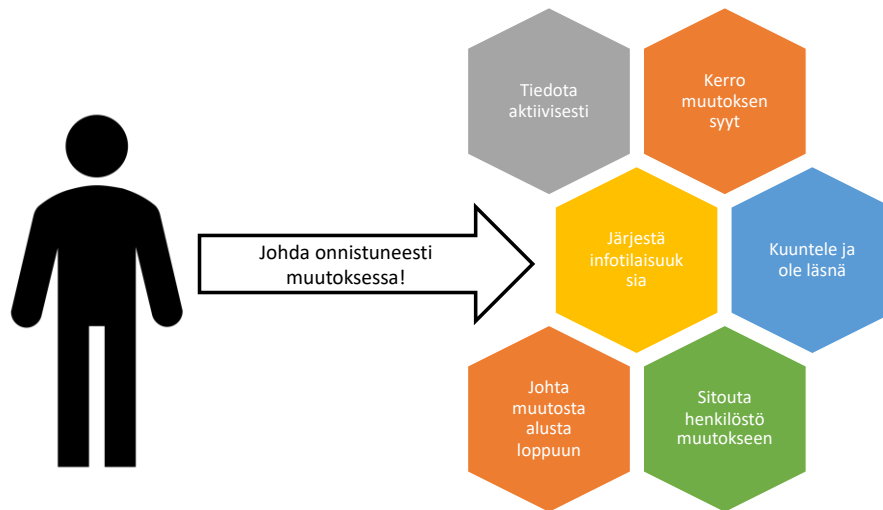 Tiedota
aktiivisesti
Kerro
muutoksen
syyt
Johda onnistuneesti
muutoksessa!
Järjestä
infotilaisuuk
sia
Kuuntele ja
ole läsnä
Johta
muutosta
alusta
loppuun
Sitouta
henkilöstö
muutokseen